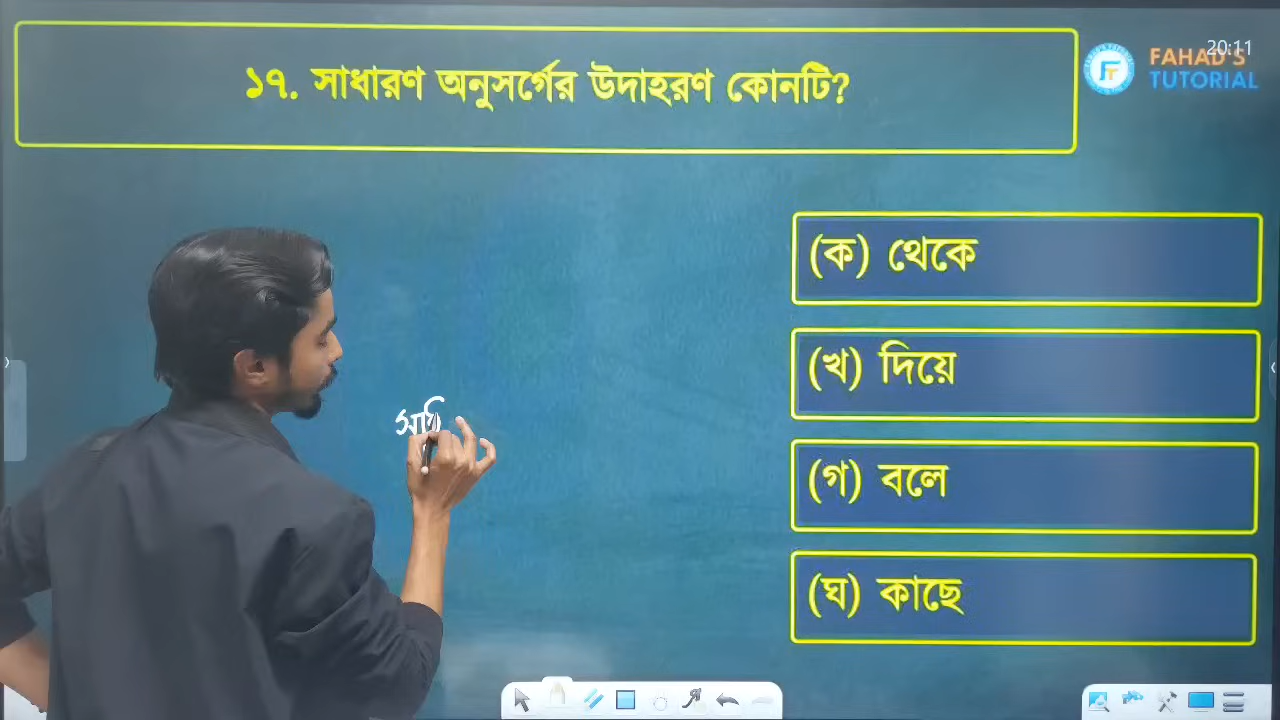 ১৭. সাধারণ অনুসর্গের উদাহরণ কোনটি?
20:11
FAHAD'S
TUTORIAL
(ক) থেকে
(খ) দিয়ে
(গ) বলে
(ঘ) কাছে